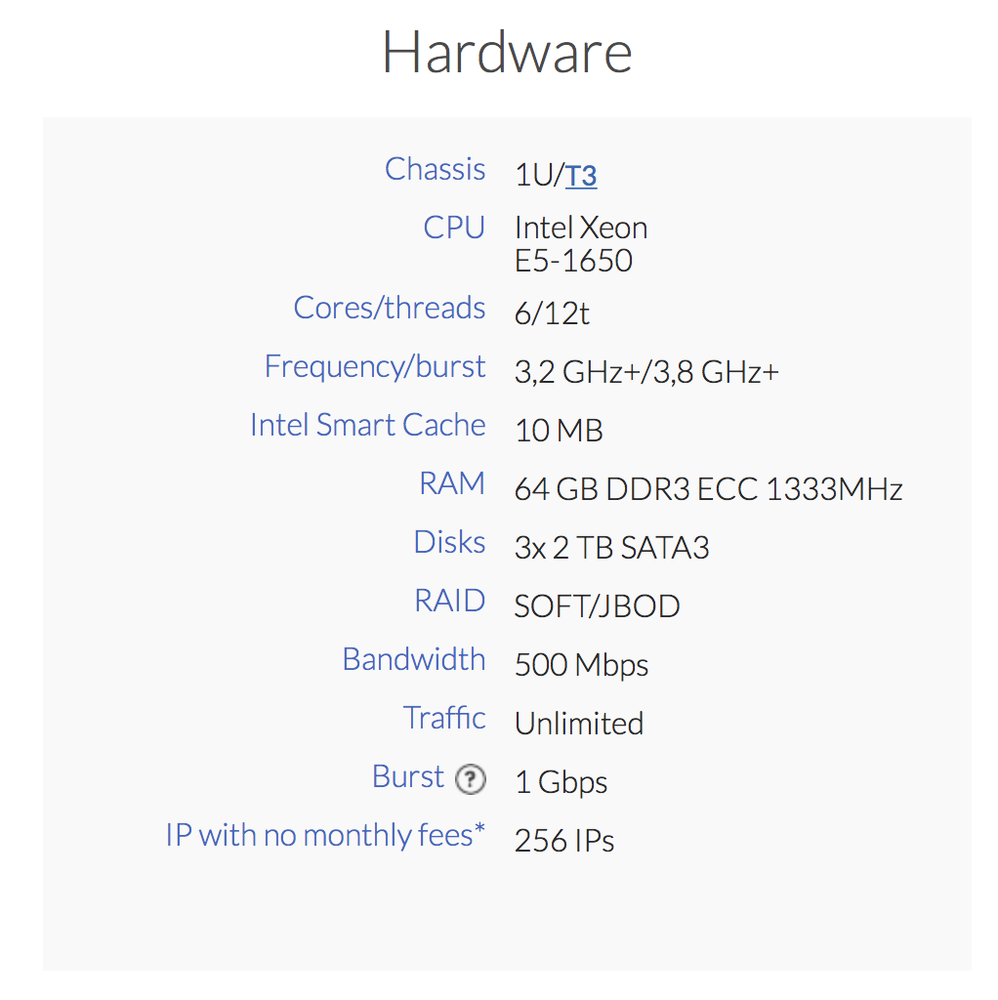 Hardware
Chassis 1U/T3
CPU Intel Xeon
E5-1650
Cores/threads 6/12t
Frequency/burst 3,2 GHz+/3,8 GHz+
Intel Smart Cache 10 MB
RAM 64 GB DDR3 ECC 1333MHz
Disks 3x 2 TB SATA3
RAID SOFT/JBOD
Bandwidth 500 Mbps
Traffic Unlimited
Burst ? 1 Gbps
IP with no monthly fees* 256 IPs